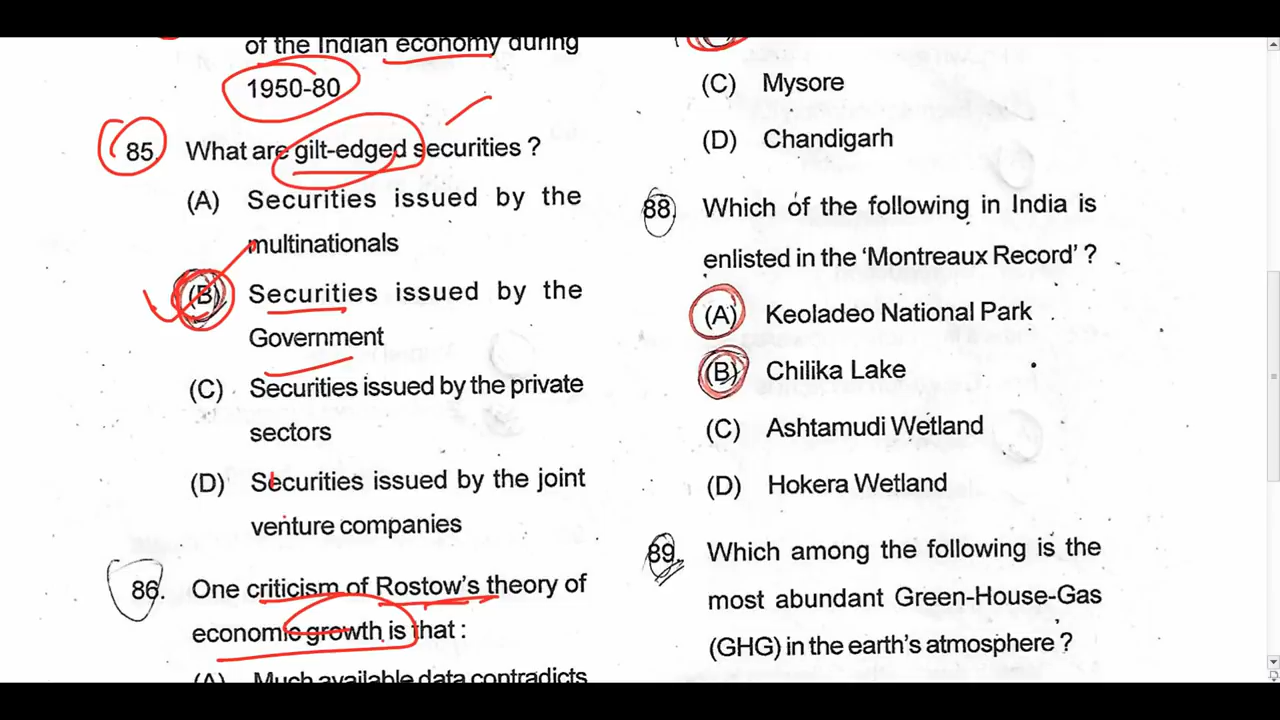 of the Indian economy during
1950-80
85. What are gilt-edged securities ?
(A) Securities issued by the
multinationals
(B) Securities issued by the
Government
(C) Securities issued by the private
sectors
(D) Securities issued by the joint
venture companies
86. One criticism of Rostow's theory of
economic growth is that :
(A) Much available data contradicts
(C) Mysore
(D) Chandigarh
88. Which of the following in India is
enlisted in the ‘Montreaux Record’ ?
(A) Keoladeo National Park
(B) Chilika Lake
(C) Ashtamudi Wetland
(D) Hokera Wetland
89. Which among the following is the
most abundant Green-House-Gas
(GHG) in the earth's atmosphere ?